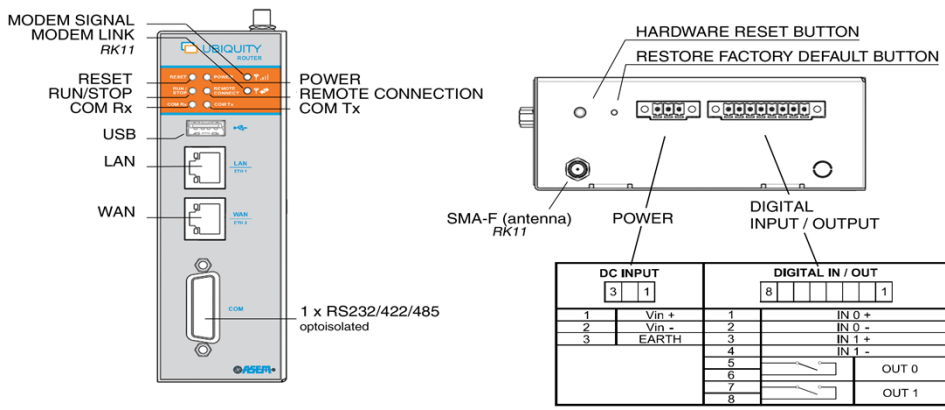 MODEM SIGNAL
MODEM LINK
RK11
RESET
RUN/STOP
COM Rx
USB
LAN
WAN
UBIQUITY
ROUTER
RESET
POWER
RUN /
STOP
REMOTE
CONNECT
COM Rx
COM Tx
LAN
ETH 1
WAN
ETH 2
COM
ASEM
POWER
REMOTE CONNECTION
COM Tx
1 x RS232/422/485
optoisolated
HARDWARE RESET BUTTON
RESTORE FACTORY DEFAULT BUTTON
SMA-F (antenna)
RK11
POWER
DIGITAL
INPUT / OUTPUT
DC INPUT
3 1
1 Vin +
2 Vin -
3 EARTH
DIGITAL IN / OUT
8 1
1 IN 0 +
2 IN 0 -
3 IN 1 +
4 IN 1 -
5
6
OUT 0
7
8
OUT 1